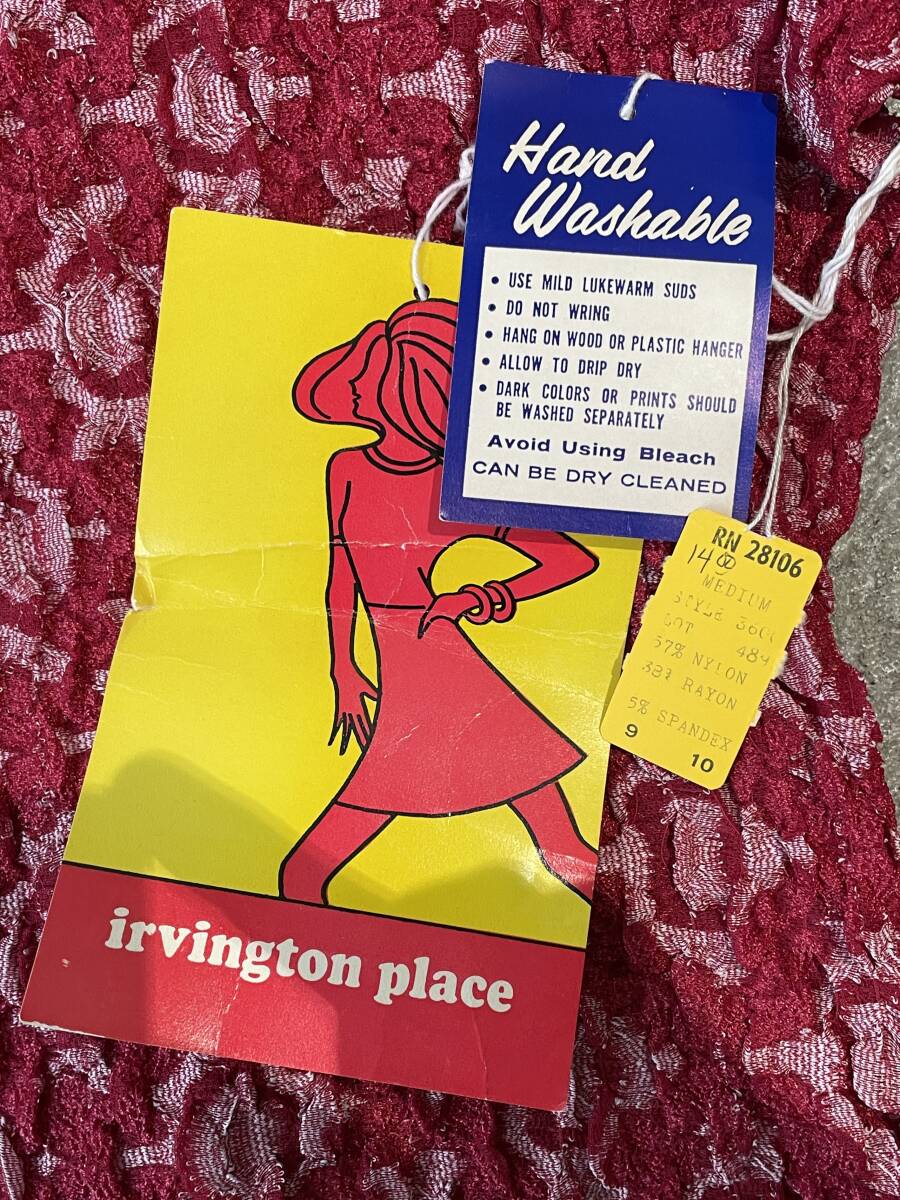 Hand
Washable
• USE MILD LUKEWARM SUDS
• DO NOT WRING
• HANG ON WOOD OR PLASTIC HANGER
• ALLOW TO DRIP DRY
• DARK COLORS OR PRINTS SHOULD
BE WASHED SEPARATELY
Avoid Using Bleach
CAN BE DRY CLEANED
RN 28106
14 00
MEDIUM
STYLE
LOT
57% NYLON
38% RAYON
5% SPANDEX
9 10
irvington place